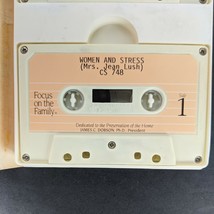 WOMEN AND STRESS
(Mrs. Jean Lush)
CS 748
Focus
on the
Family.
Side
1
Dedicated to the Preservation of the Home
JAMES C. DOBSON, Ph.D., President